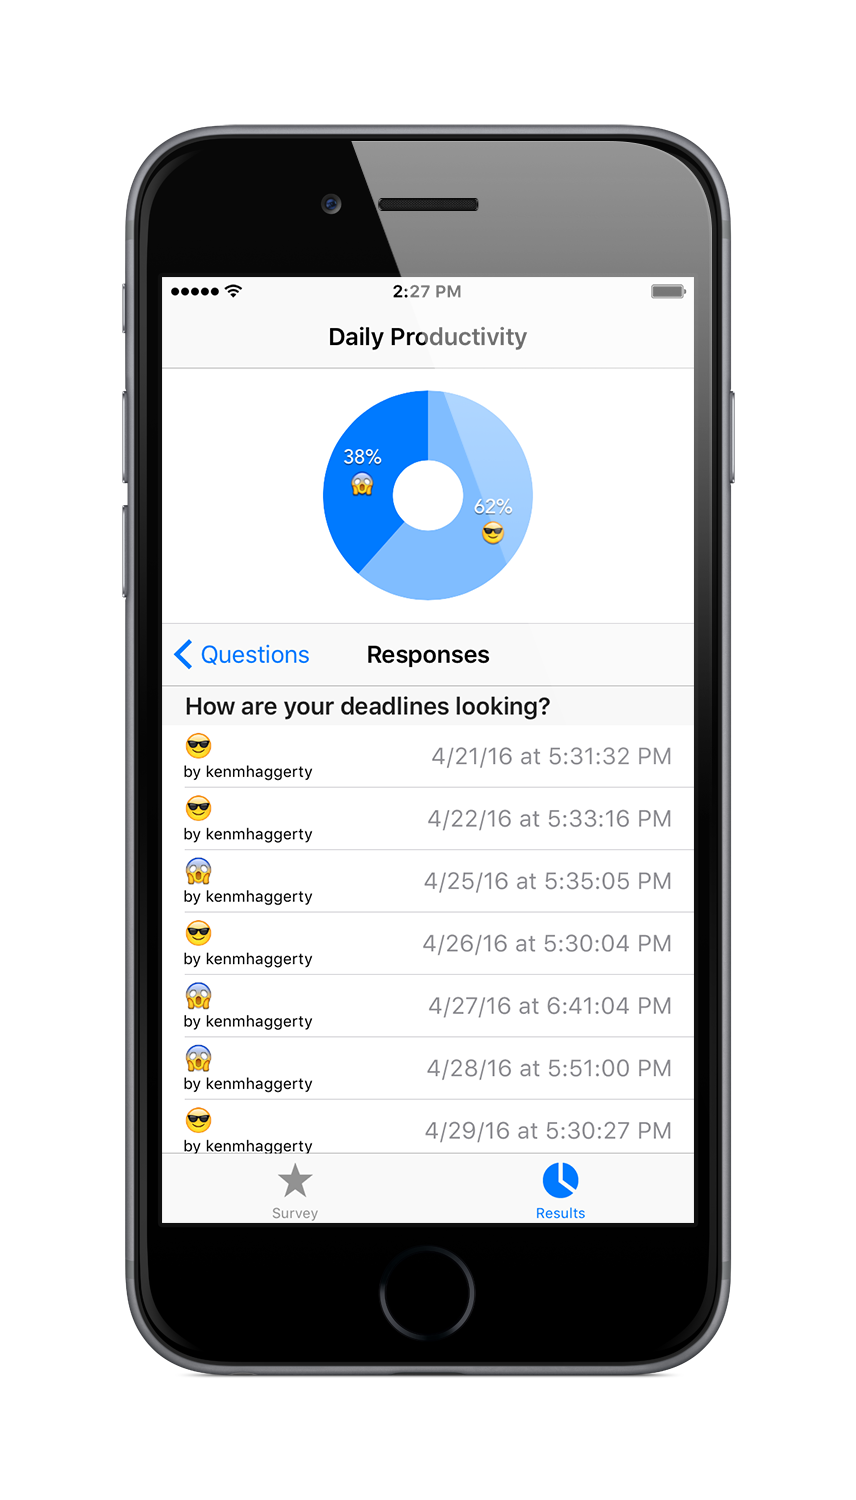 2:27 PM
Daily Productivity
38%
😱
62%
😎
Questions
Responses
How are your deadlines looking?
😎
by kenmhaggerty
4/21/16 at 5:31:32 PM
😎
by kenmhaggerty
4/22/16 at 5:33:16 PM
😱
by kenmhaggerty
4/25/16 at 5:35:05 PM
😎
by kenmhaggerty
4/26/16 at 5:30:04 PM
😱
by kenmhaggerty
4/27/16 at 6:41:04 PM
😱
by kenmhaggerty
4/28/16 at 5:51:00 PM
😎
by kenmhaggerty
4/29/16 at 5:30:27 PM
Survey
Results